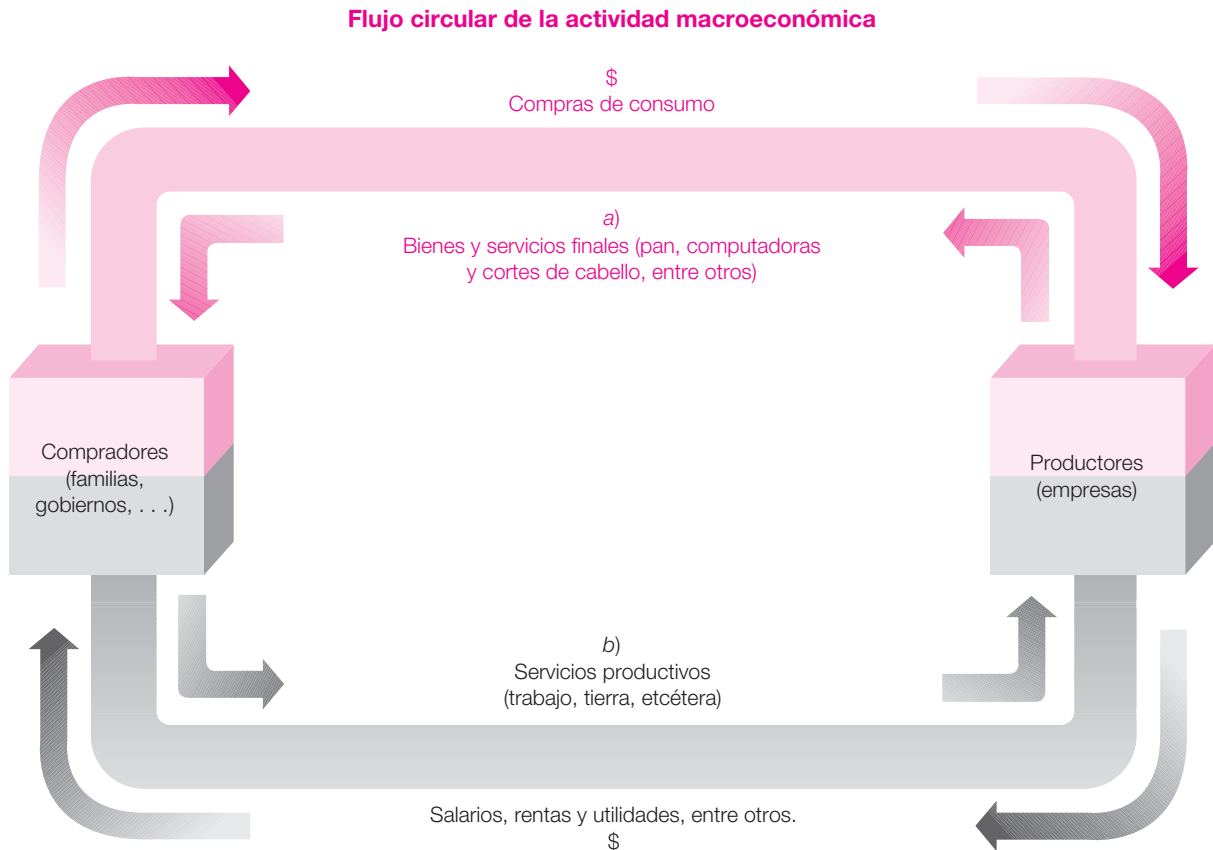 Flujo circular de la actividad macroeconómica
$
Compras de consumo
a)
Bienes y servicios finales (pan, computadoras
y cortes de cabello, entre otros)
Compradores
(familias,
gobiernos, . . .)
Productores
(empresas)
b)
Servicios productivos
(trabajo, tierra, etcétera)
Salarios, rentas y utilidades, entre otros.
$